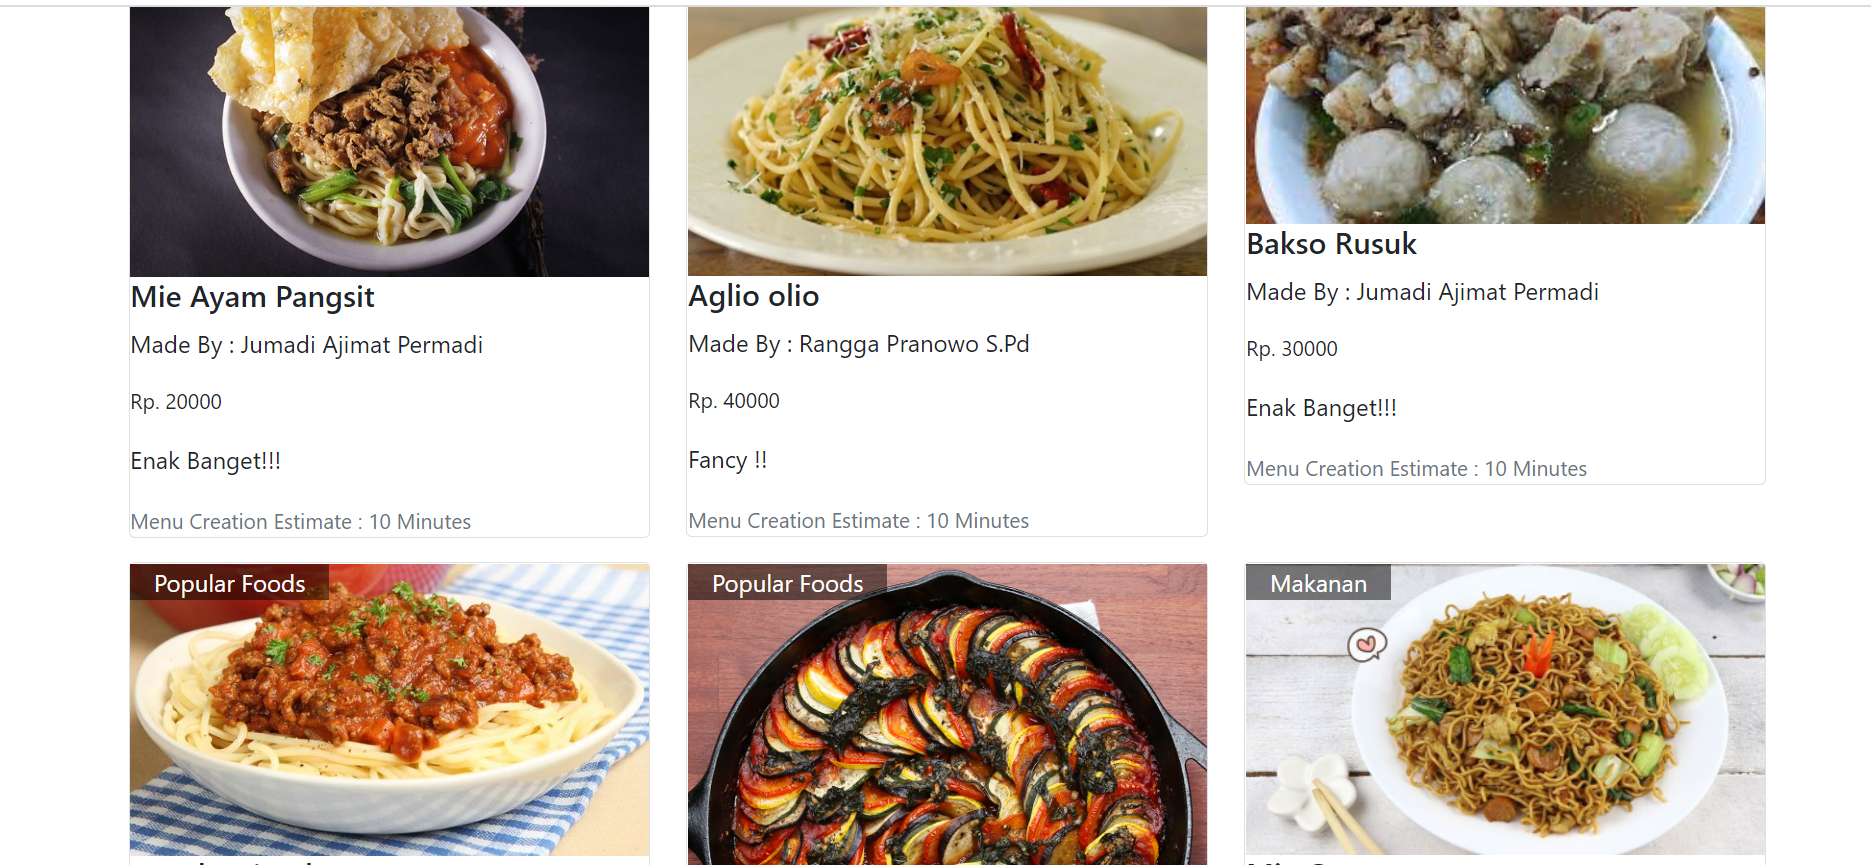 Mie Ayam Pangsit
Made By : Jumadi Ajimat Permadi
Rp. 20000
Enak Banget!!!
Menu Creation Estimate : 10 Minutes
Aglio olio
Made By : Rangga Pranowo S.Pd
Rp. 40000
Fancy !!
Menu Creation Estimate : 10 Minutes
Bakso Rusuk
Made By : Jumadi Ajimat Permadi
Rp. 30000
Enak Banget!!!
Menu Creation Estimate : 10 Minutes
Popular Foods
Popular Foods
Makanan